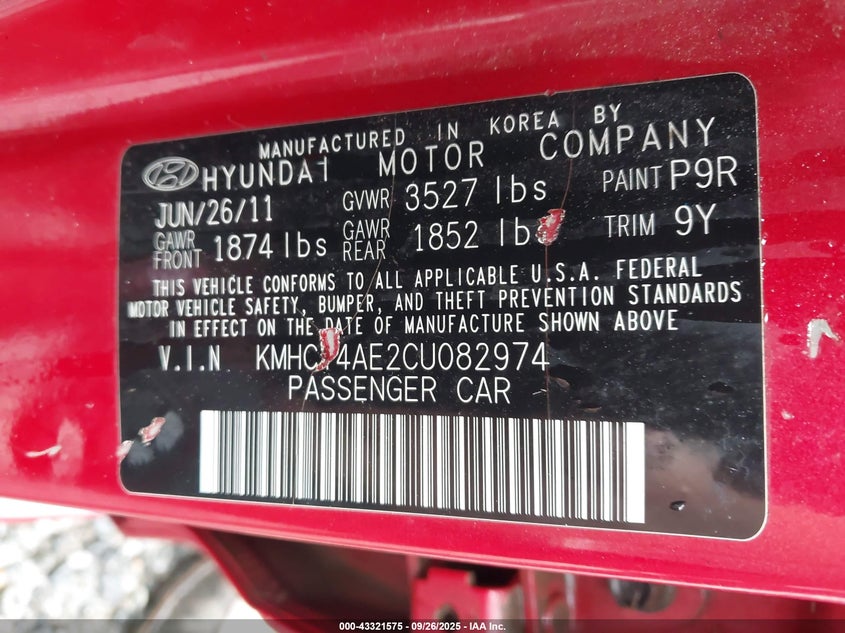 MANUFACTURED IN KOREA BY
HYUNDAI MOTOR COMPANY
JUN/26/11 GVWR 3527 lbs PAINT P9R
GAWR FRONT 1874 lbs GAWR REAR 1852 lb TRIM 9Y
THIS VEHICLE CONFORMS TO ALL APPLICABLE U.S.A. FEDERAL
MOTOR VEHICLE SAFETY, BUMPER, AND THEFT PREVENTION STANDARDS
IN EFFECT ON THE DATE OF MANUFACTURE SHOWN ABOVE
V.I.N KMHC 4AE2CU082974
PASSENGER CAR
000-43321575 - 09/26/2025 - IAA Inc.